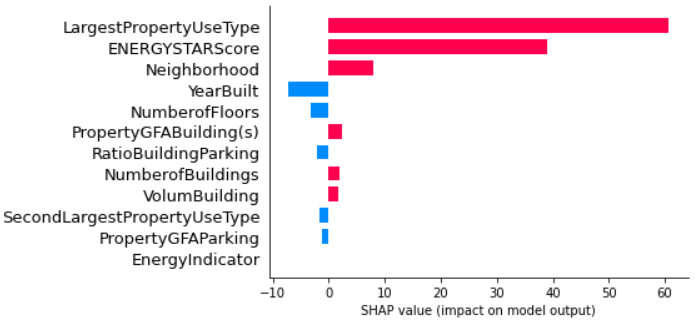 LargestPropertyUseType
ENERGYSTARScore
Neighborhood
YearBuilt
NumberofFloors
PropertyGFABuilding(s)
RatioBuildingParking
NumberofBuildings
VolumBuilding
SecondLargestPropertyUseType
PropertyGFAParking
EnergyIndicator
−10 0 10 20 30 40 50 60
SHAP value (impact on model output)